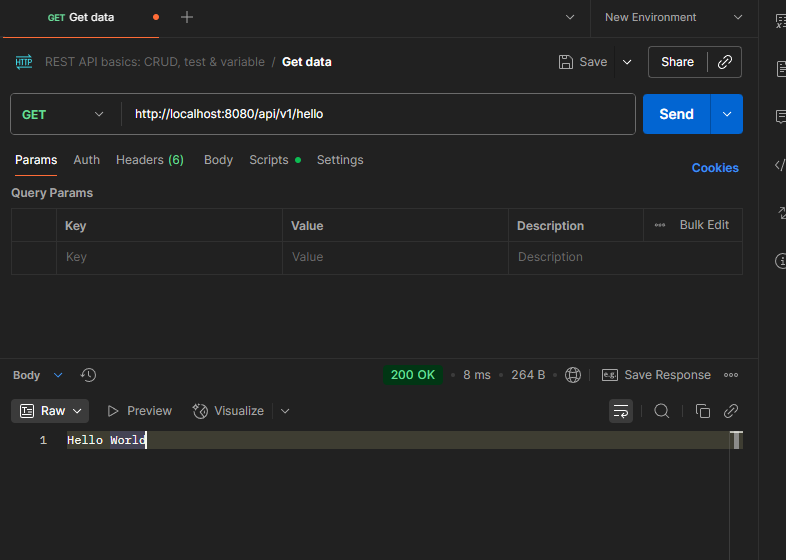 GET Get data
New Environment
HTTP REST API basics: CRUD, test & variable / Get data
Save
Share
GET http://localhost:8080/api/v1/hello
Send
Params Auth Headers (6) Body Scripts Settings
Cookies
Query Params
Key Value Description Bulk Edit
Key Value Description
Body 200 OK 8 ms 264 B e.g. Save Response
Raw Preview Visualize
1 Hello World